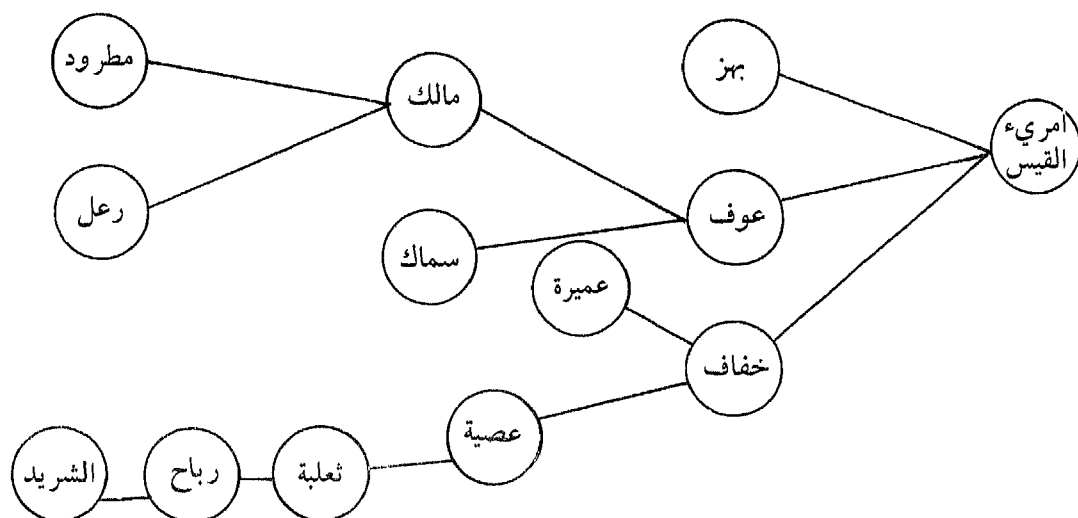 امريء
القيس
بهز
عوف
خفاف
مالك
سماك
عميرة
عصية
مطرود
رعل
ثعلبة
رباح
الشريد